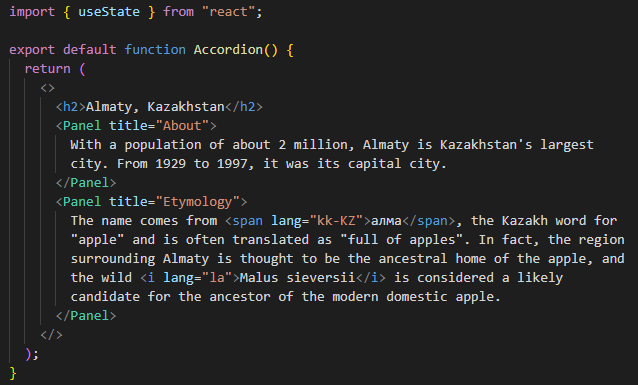 import { useState } from "react";
export default function Accordion() {
return (
<>
<h2>Almaty, Kazakhstan</h2>
<Panel title="About">
With a population of about 2 million, Almaty is Kazakhstan's largest
city. From 1929 to 1997, it was its capital city.
</Panel>
<Panel title="Etymology">
The name comes from <span lang="kk-KZ">алма</span>, the Kazakh word for
"apple" and is often translated as "full of apples". In fact, the region
surrounding Almaty is thought to be the ancestral home of the apple, and
the wild <i lang="la">Malus sieversii</i> is considered a likely
candidate for the ancestor of the modern domestic apple.
</Panel>
</>
);
}